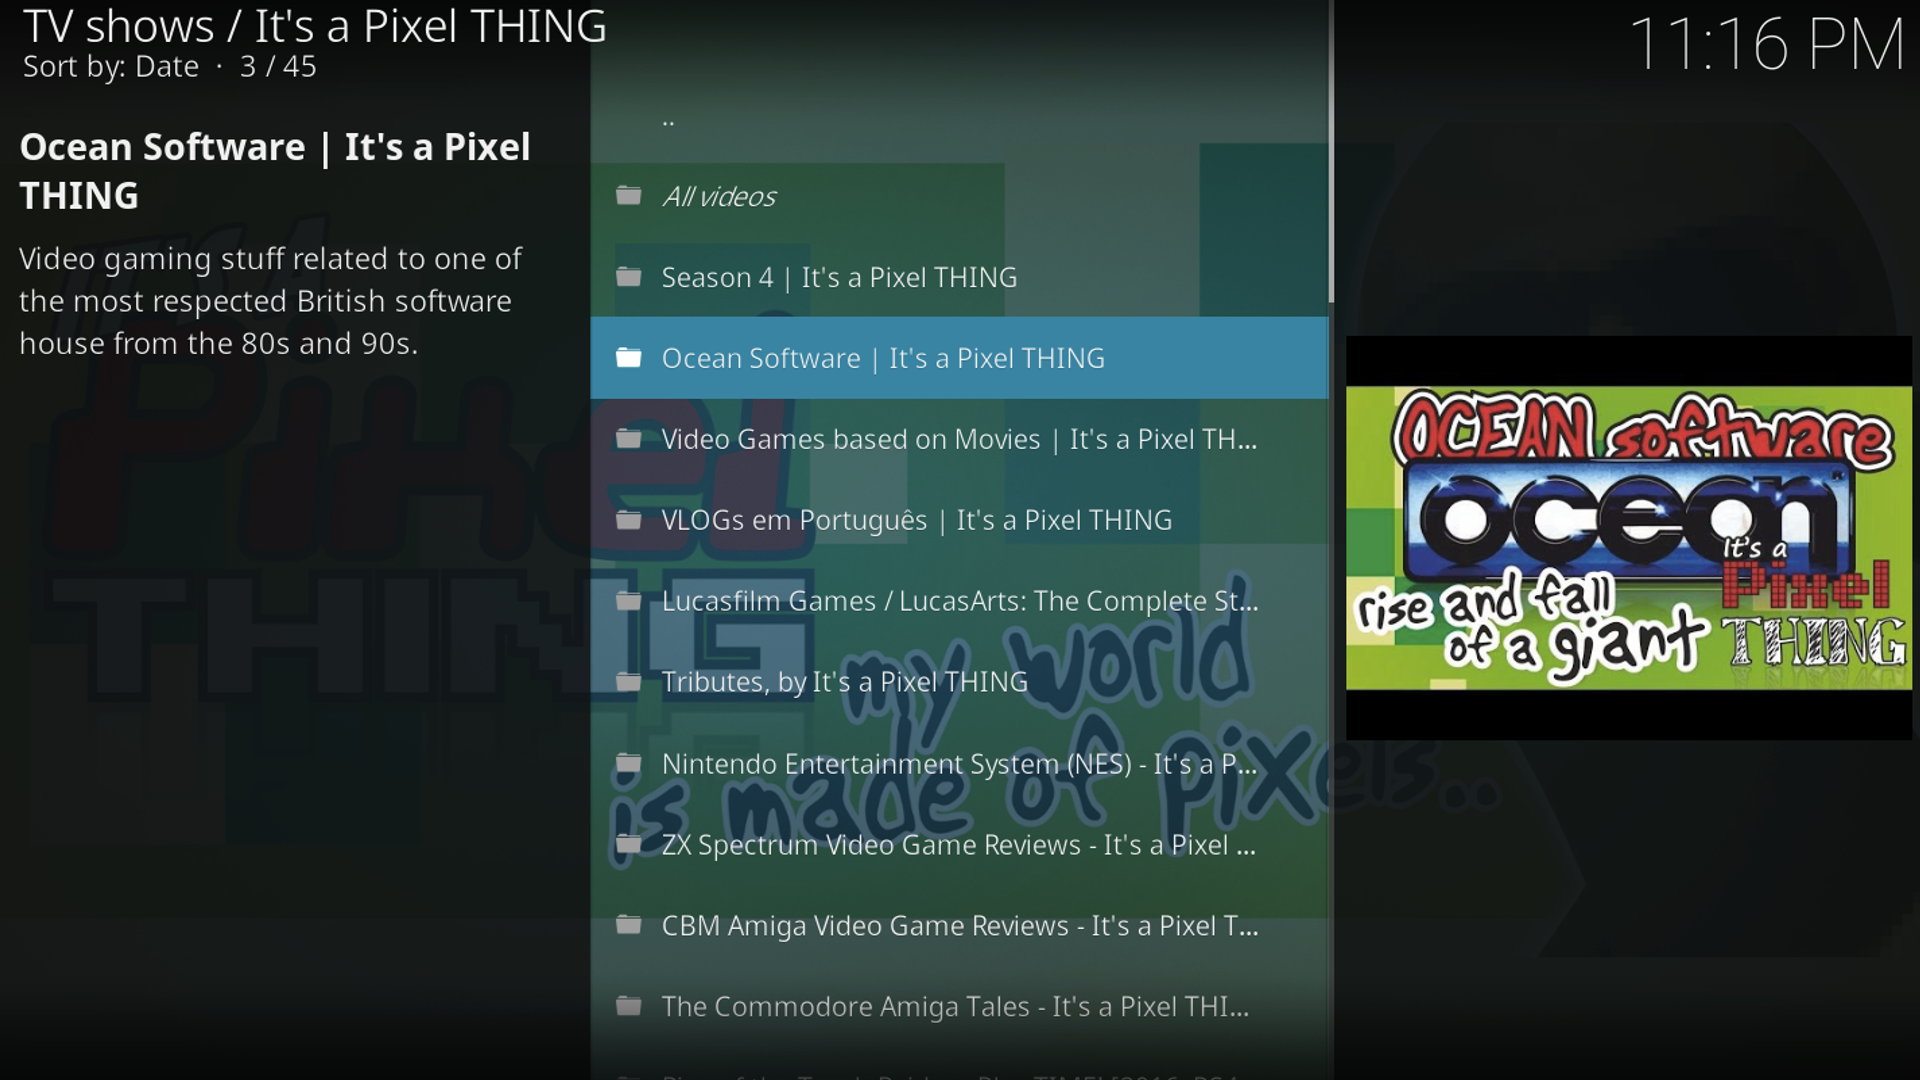 TV shows / It's a Pixel THING
Sort by: Date · 3 / 45
11:16 PM
Ocean Software | It's a Pixel
THING
Video gaming stuff related to one of
the most respected British software
house from the 80s and 90s.
..
All videos
Season 4 | It's a Pixel THING
Ocean Software | It's a Pixel THING
Video Games based on Movies | It's a Pixel TH...
VLOGs em Português | It's a Pixel THING
Lucasfilm Games / LucasArts: The Complete St...
Tributes, by It's a Pixel THING
Nintendo Entertainment System (NES) - It's a P...
ZX Spectrum Video Game Reviews - It's a Pixel ...
CBM Amiga Video Game Reviews - It's a Pixel T...
The Commodore Amiga Tales - It's a Pixel THI...
OCEAN software
ocean
It's a
Pixel
THING
rise and fall
of a giant
It's a
Pixel
THING
my world
is made of pixels..